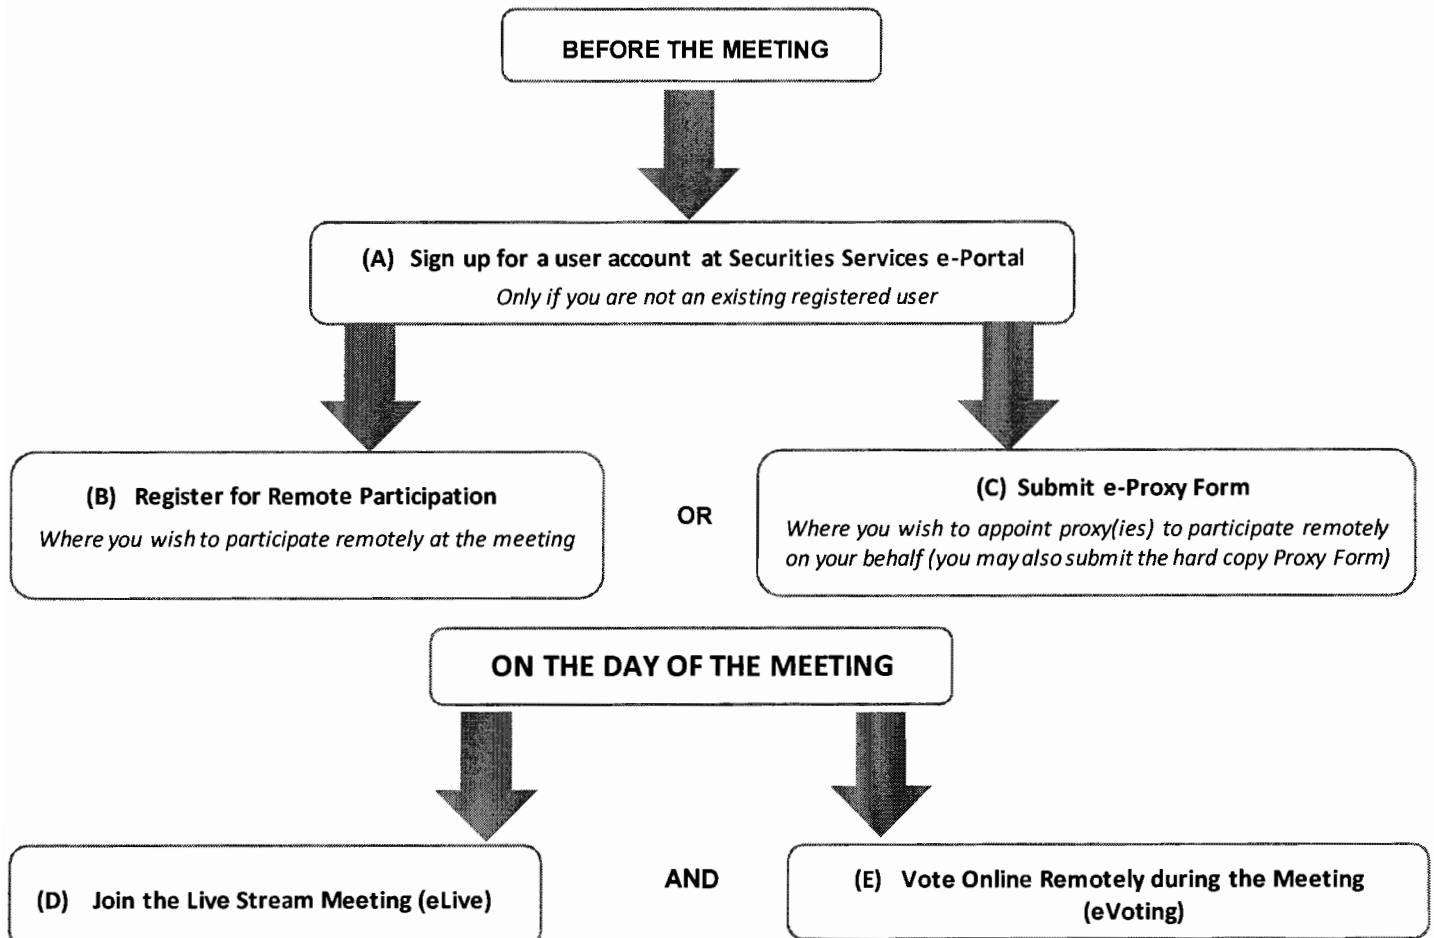 BEFORE THE MEETING
(A) Sign up for a user account at Securities Services e-Portal
Only if you are not an existing registered user
(B) Register for Remote Participation
Where you wish to participate remotely at the meeting
OR
(C) Submit e-Proxy Form
Where you wish to appoint proxy(ies) to participate remotely
on your behalf (you may also submit the hard copy Proxy Form)
ON THE DAY OF THE MEETING
(D) Join the Live Stream Meeting (eLive)
AND
(E) Vote Online Remotely during the Meeting
(eVoting)